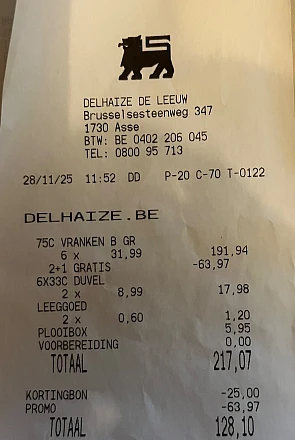 DELHAIZE DE LEEUW
Brusselsesteenweg 347
1730 Asse
BTW: BE 0402 206 045
TEL: 0800 95 713
28/11/25 11:52 DD P-20 C-70 T-0122
DELHAIZE.BE
75C VRANKEN B GR
6 x 31,99 191,94
2+1 GRATIS -63,97
6X33C DUVEL
2 x 8,99 17,98
LEEGGOED
2 x 0,60 1,20
PLOOIBOX 5,95
VOORBEREIDING 0,00
TOTAAL 217,07
KORTINGBON -25,00
PROMO -63,97
TOTAAL 128,10